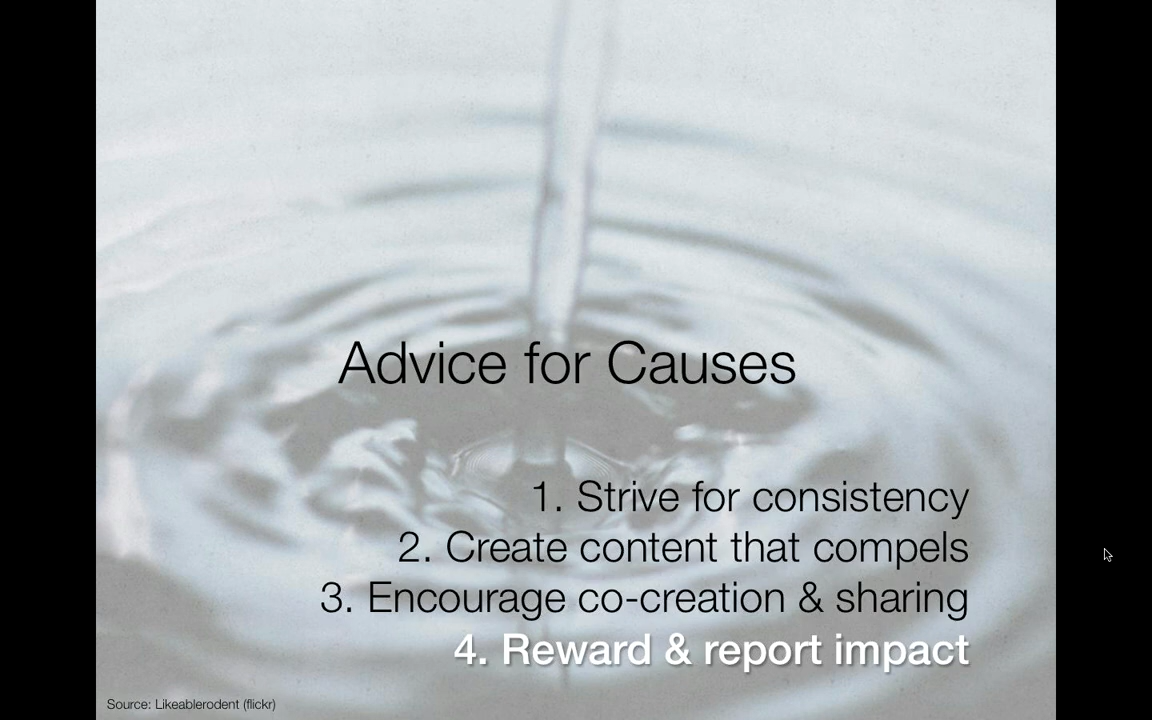 Advice for Causes
1. Strive for consistency
2. Create content that compels
3. Encourage co-creation & sharing
4. Reward & report impact
Source: Likeablerodent (flickr)